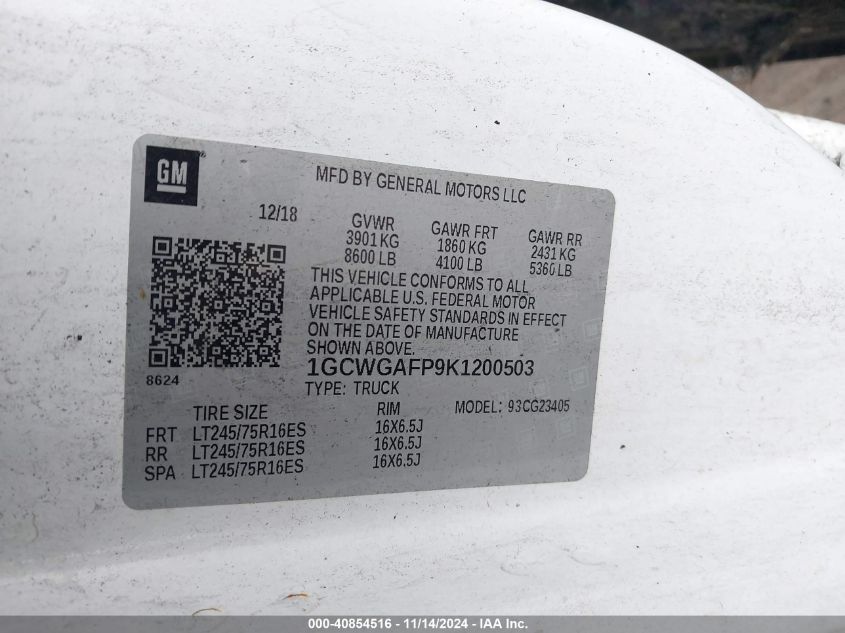 GM
MFD BY GENERAL MOTORS LLC
12/18
GVWR GAWR FRT GAWR RR
3901 KG 1860 KG 2431 KG
8600 LB 4100 LB 5360 LB
THIS VEHICLE CONFORMS TO ALL
APPLICABLE U.S. FEDERAL MOTOR
VEHICLE SAFETY STANDARDS IN EFFECT
ON THE DATE OF MANUFACTURE
SHOWN ABOVE.
8624
1GCWGAFP9K1200503
TYPE: TRUCK
TIRE SIZE RIM MODEL: 93CG23405
FRT LT245/75R16ES 16X6.5J
RR LT245/75R16ES 16X6.5J
SPA LT245/75R16ES 16X6.5J
000-40854516 - 11/14/2024 - © IAA Inc.